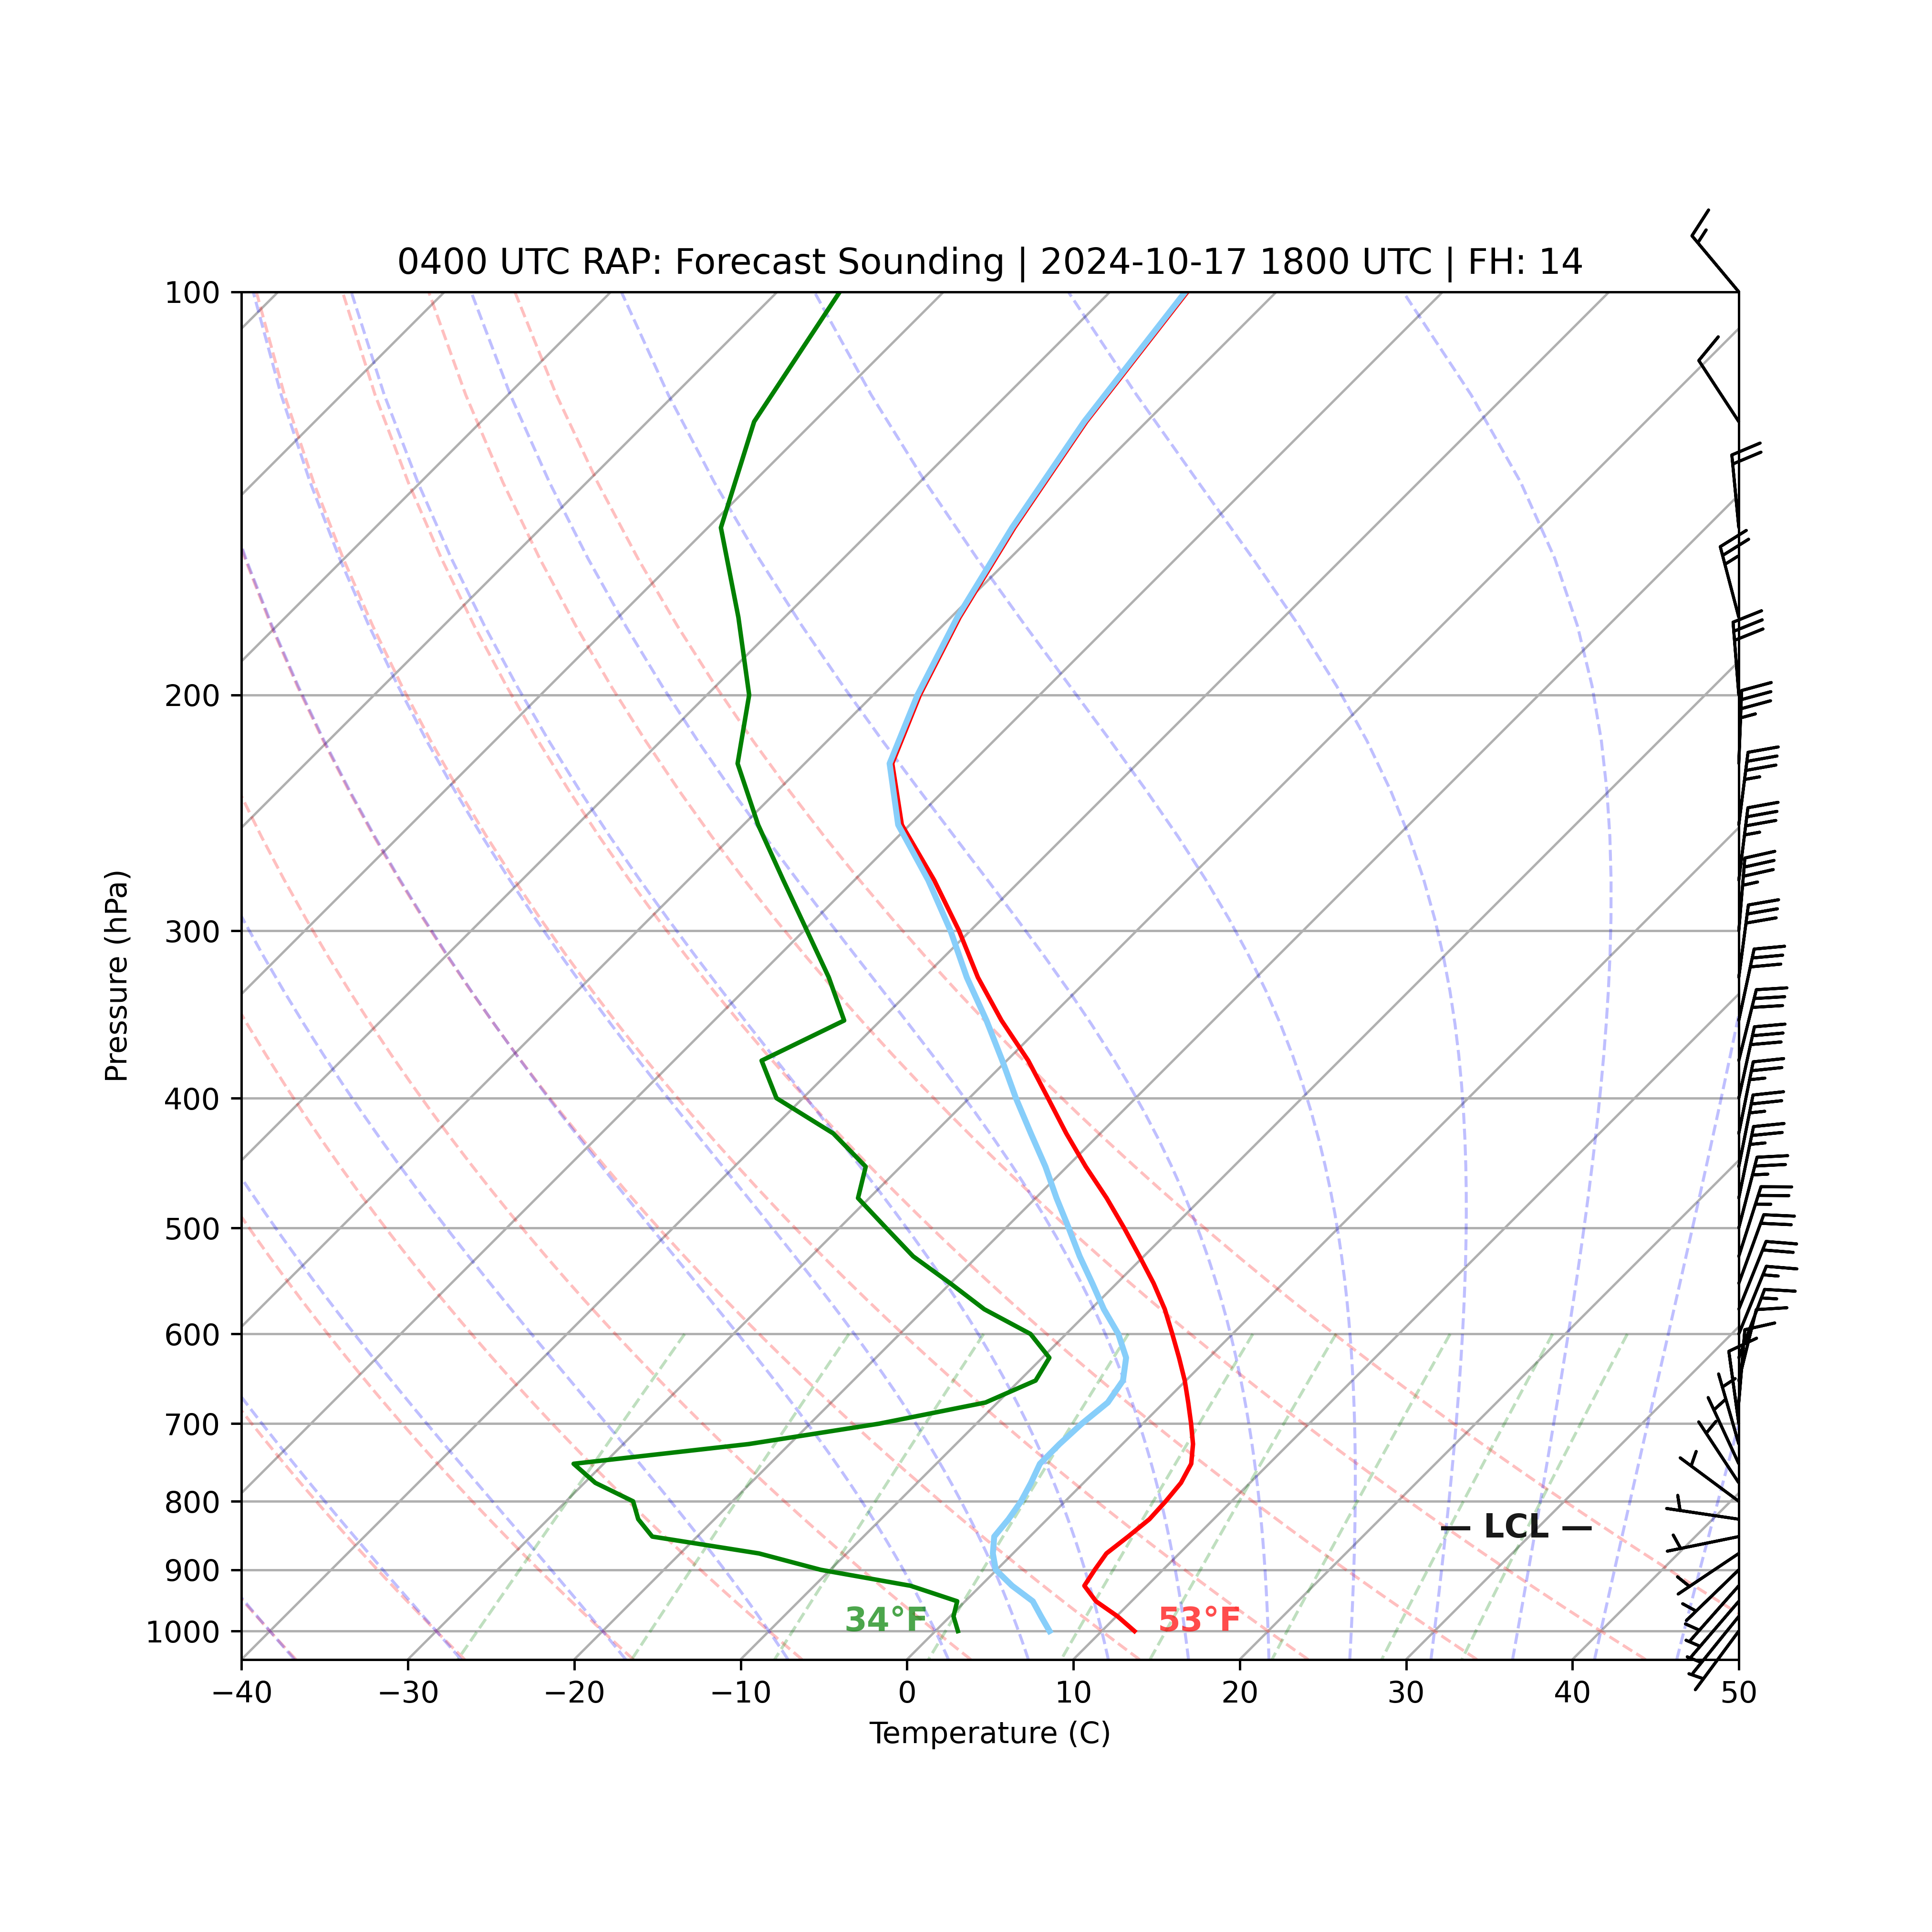 0400 UTC RAP: Forecast Sounding | 2024-10-17 1800 UTC | FH: 14
100
200
300
400
500
600
700
800
900
1000
Pressure (hPa)
— LCL —
34°F
53°F
−40 −30 −20 −10 0 10 20 30 40 50
Temperature (C)